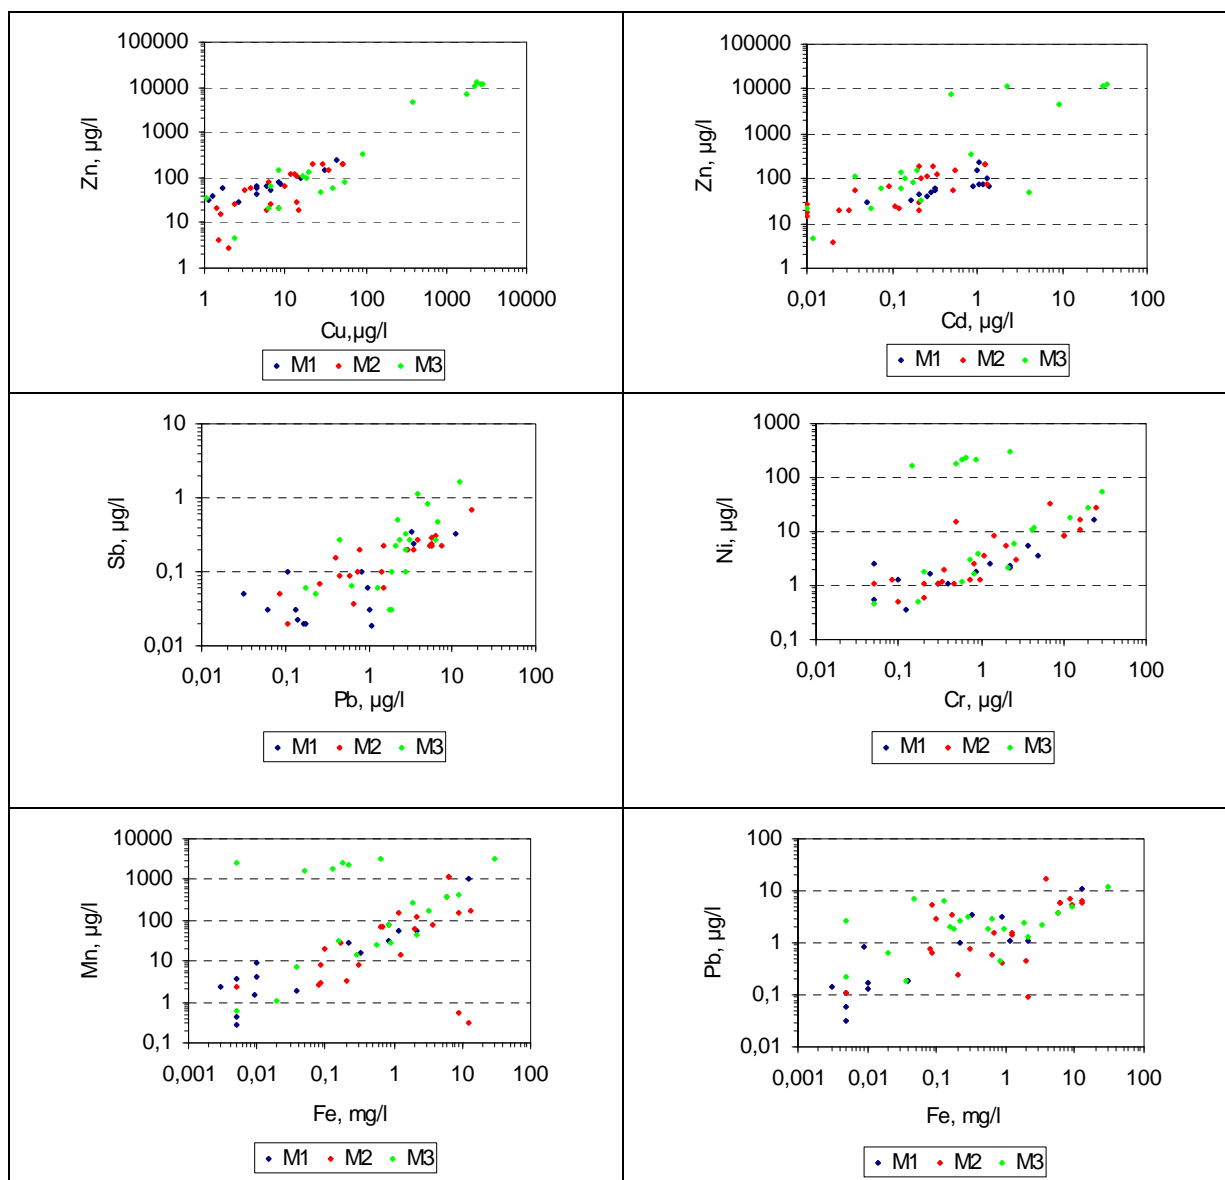 100000
10000
1000
100
10
1
Zn, µg/l
1 10 100 1000 10000
Cu,µg/l
M1 M2 M3
100000
10000
1000
100
10
1
Zn, µg/l
0,01 0,1 1 10 100
Cd, µg/l
M1 M2 M3
10
1
0,1
0,01
Sb, µg/l
0,01 0,1 1 10 100
Pb, µg/l
M1 M2 M3
1000
100
10
1
0,1
Ni, µg/l
0,01 0,1 1 10 100
Cr, µg/l
M1 M2 M3
10000
1000
100
10
1
0,1
Mn, µg/l
0,001 0,01 0,1 1 10 100
Fe, mg/l
M1 M2 M3
100
10
1
0,1
0,01
Pb, µg/l
0,001 0,01 0,1 1 10 100
Fe, mg/l
M1 M2 M3